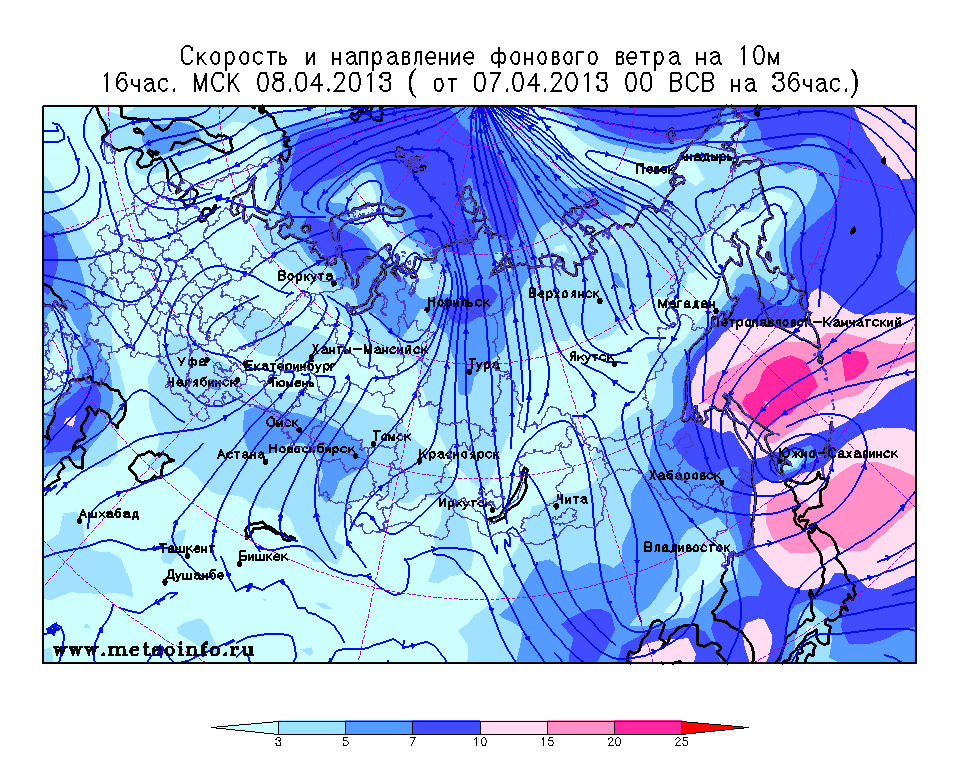 Скорость и направление фонового ветра на 10м
16час. МСК 08.04.2013 ( от 07.04.2013 00 ВСВ на 36час.)
Анадырь
Певек
Воркута
Норильск
Верхоянск
Магадан
Петропавловск-Камчатский
Ханты-Мансийск
Уфа
Екатеринбург
Тура
Якутск
Челябинск
Тюмень
Омск
Томск
Астана
Новосибирск
Красноярск
Южно-Сахалинск
Хабаровск
Иркутск
Чита
Ашхабад
Ташкент
Бишкек
Владивосток
Душанбе
www.meteoinfo.ru
3 5 7 10 15 20 25